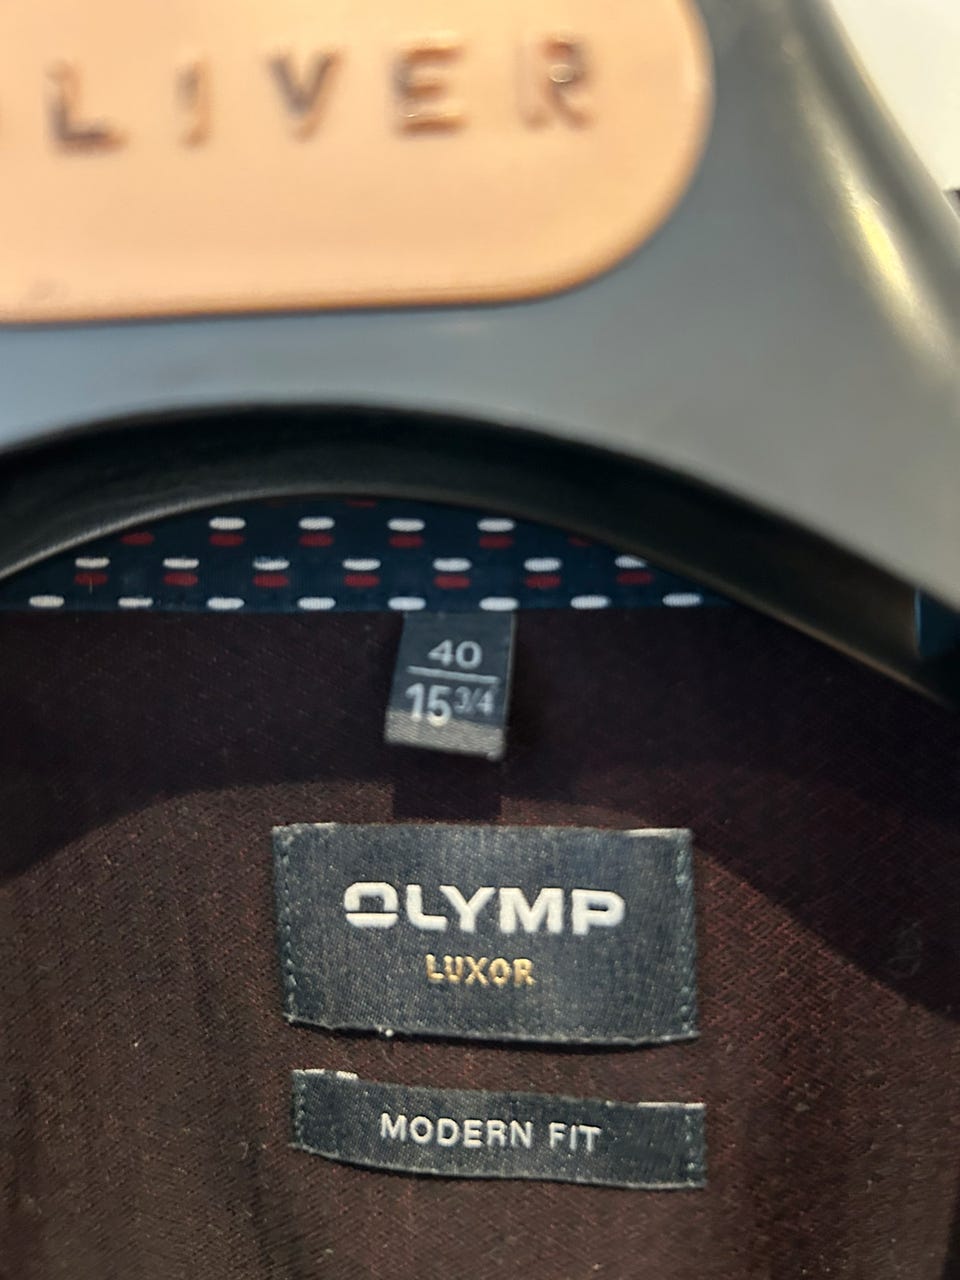 LIVER
40
15 3/4
OLYMP
LUXOR
MODERN FIT